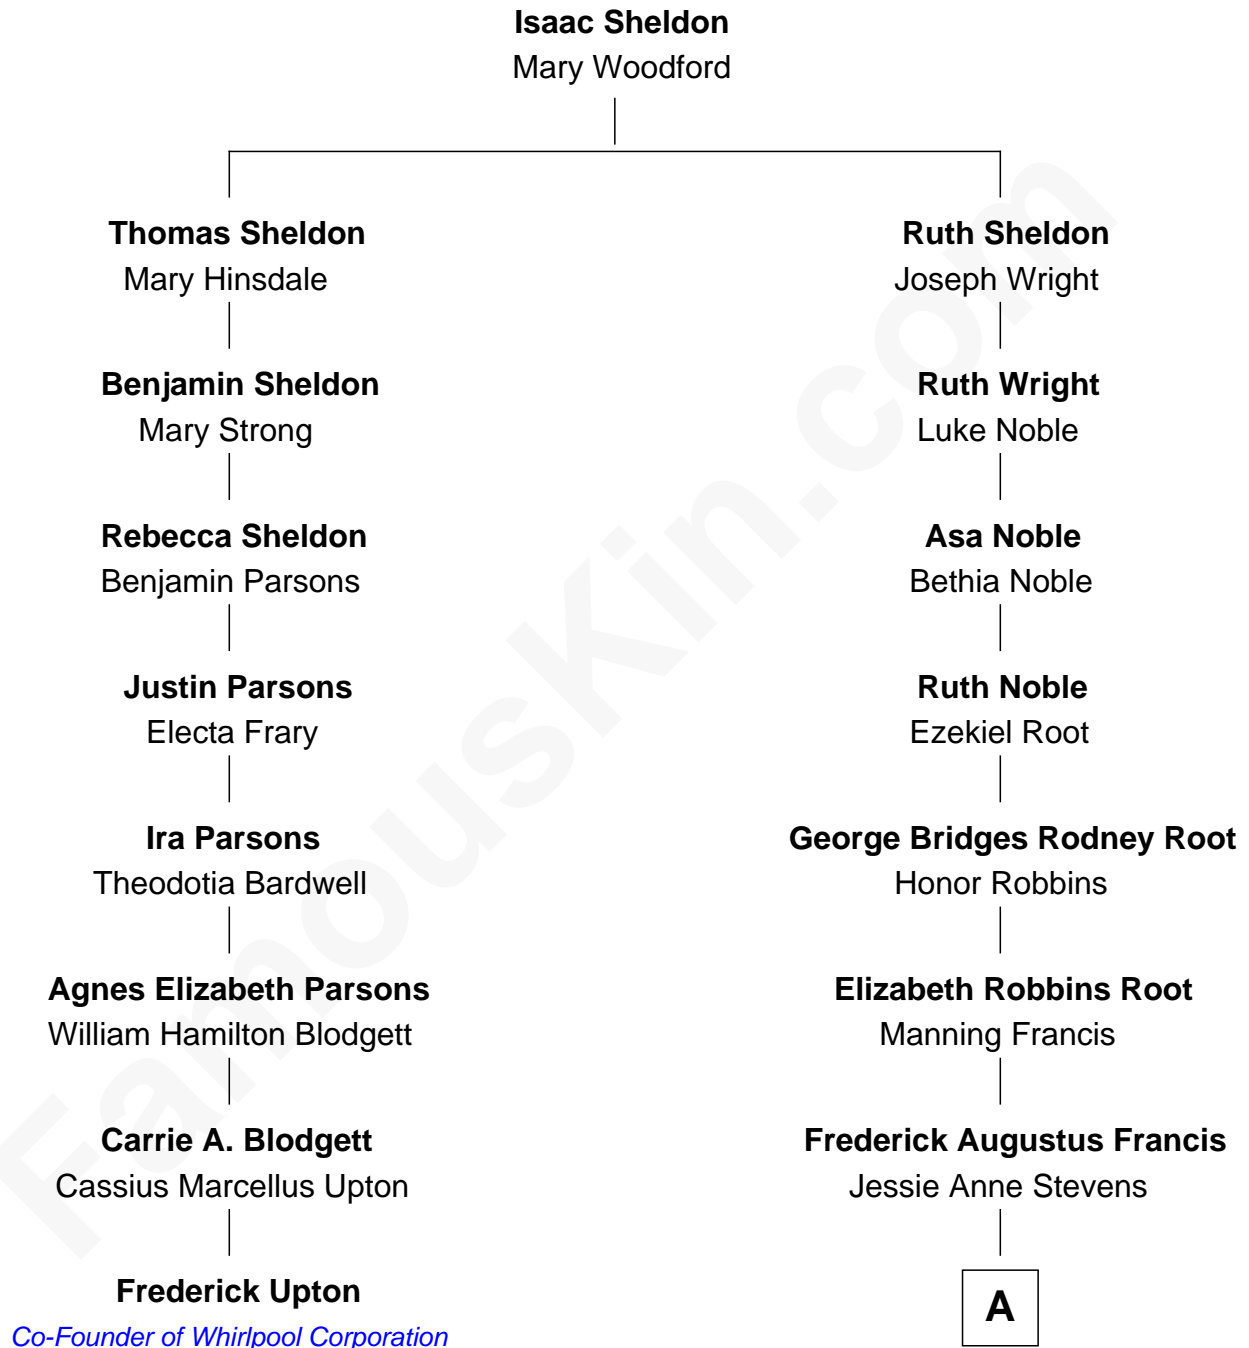 Isaac Sheldon
Mary Woodford
Thomas Sheldon
Mary Hinsdale
Ruth Sheldon
Joseph Wright
Benjamin Sheldon
Mary Strong
Ruth Wright
Luke Noble
Rebecca Sheldon
Benjamin Parsons
Asa Noble
Bethia Noble
Justin Parsons
Electa Frary
Ruth Noble
Ezekiel Root
Ira Parsons
Theodotia Bardwell
George Bridges Rodney Root
Honor Robbins
Agnes Elizabeth Parsons
William Hamilton Blodgett
Elizabeth Robbins Root
Manning Francis
Carrie A. Blodgett
Cassius Marcellus Upton
Frederick Augustus Francis
Jessie Anne Stevens
Frederick Upton
Co-Founder of Whirlpool Corporation
A
FamousKin.com